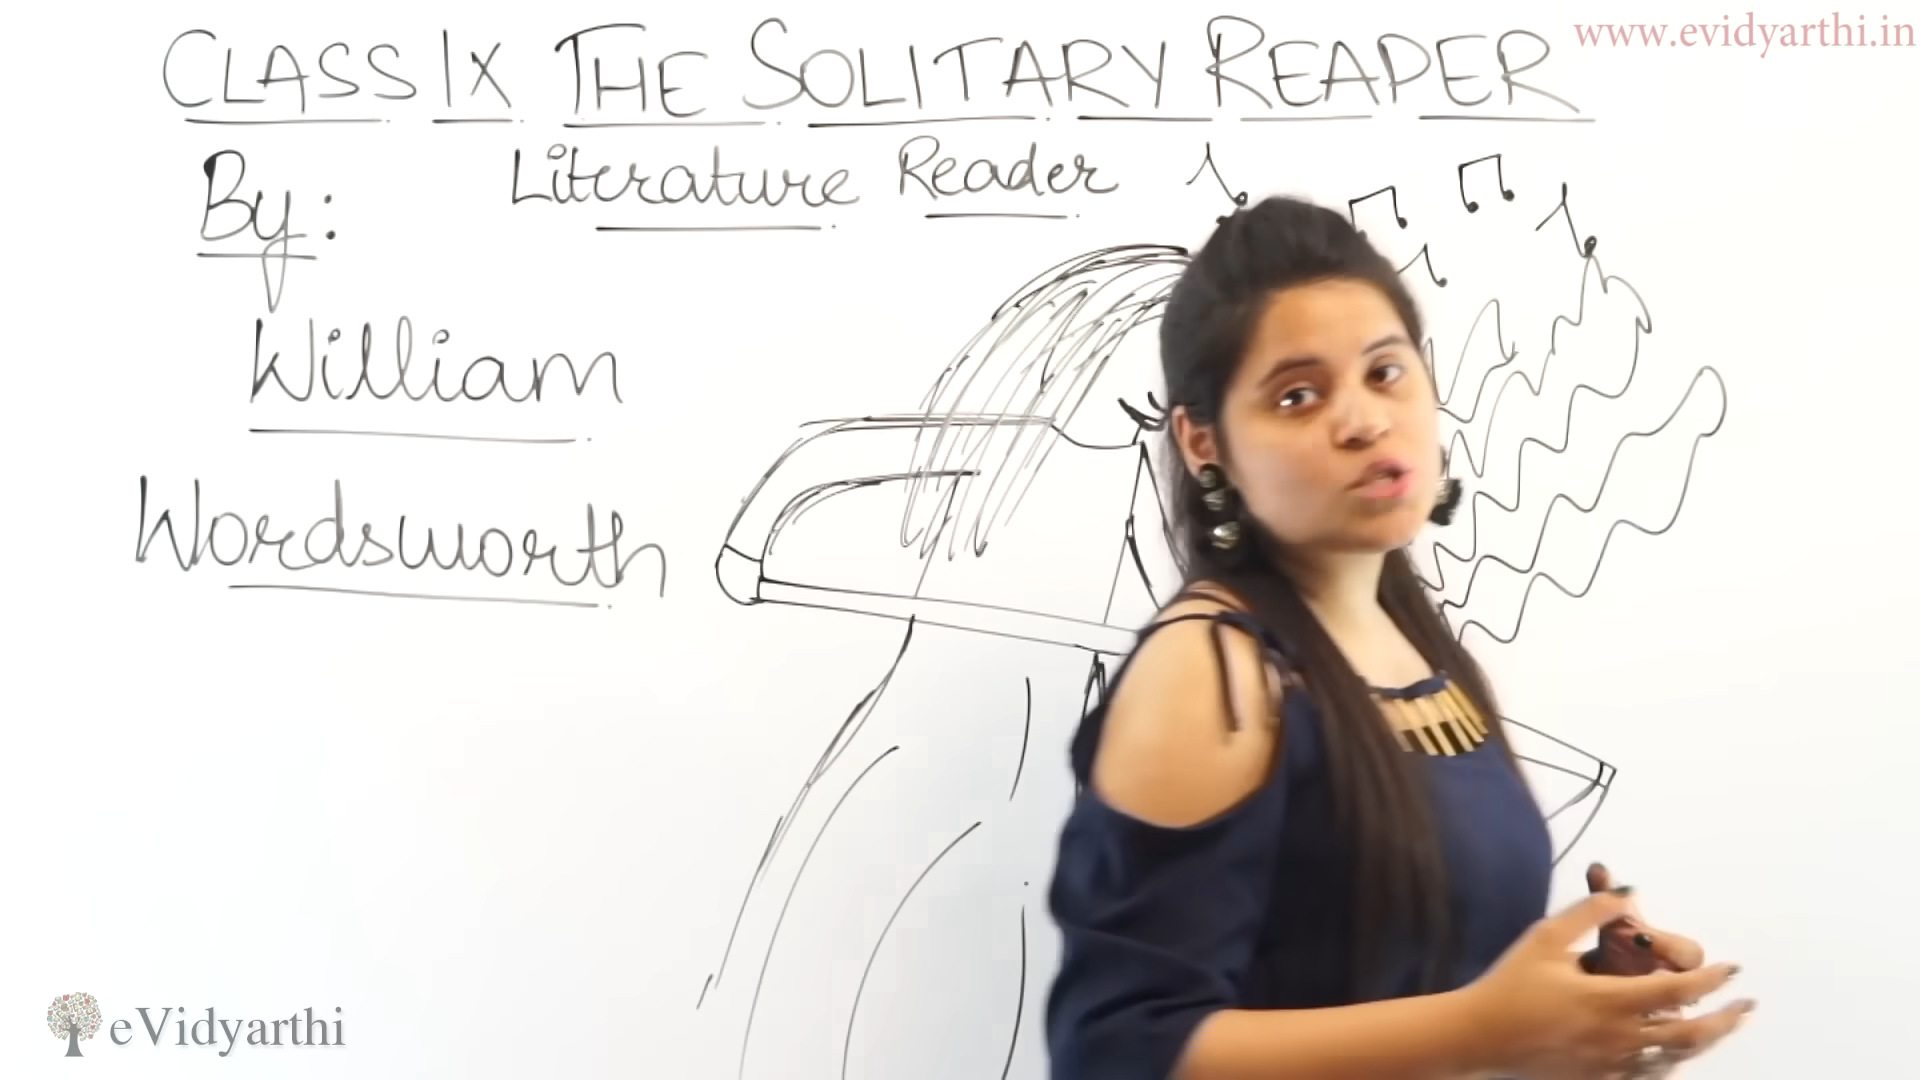 www.evidyarthi.in
CLASS IX THE SOLITARY REAPER
By: Literature Reader
William
Wordsworth
eVidyarthi